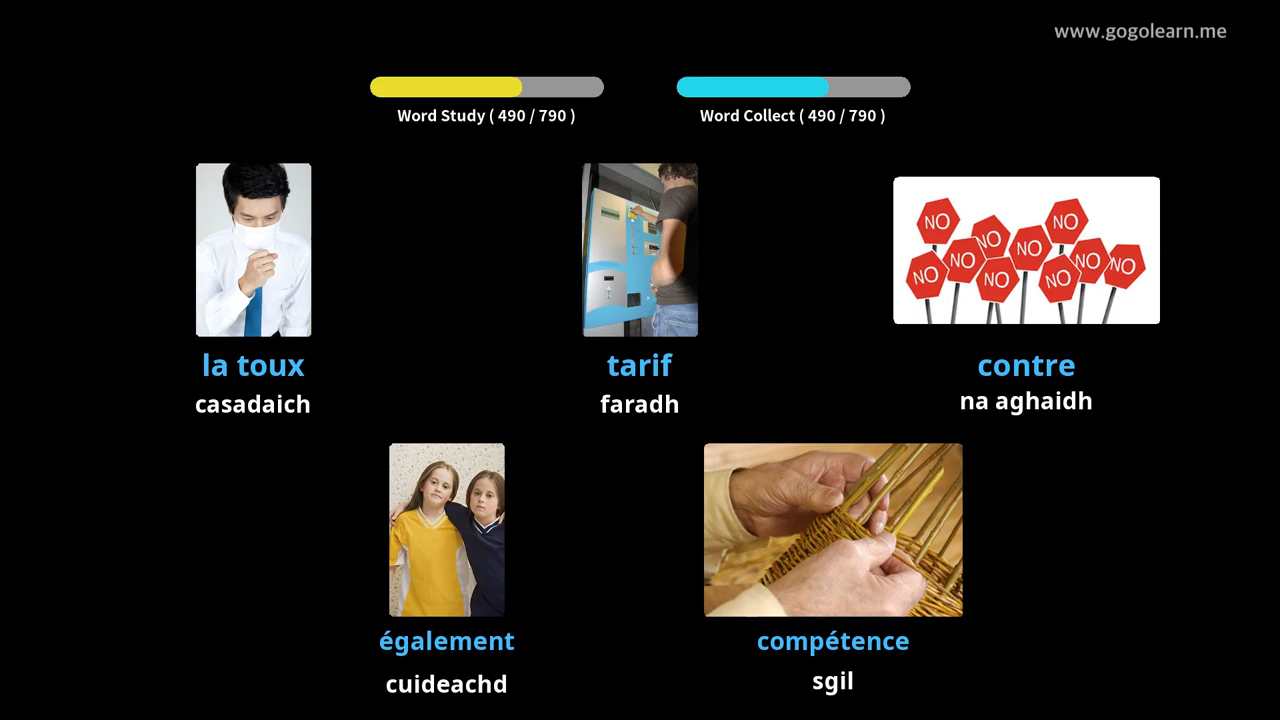 www.gogolearn.me
Word Study ( 490 / 790 )
Word Collect ( 490 / 790 )
NO
NO
NO
NO
NO
NO
NO
NO
NO
NO
la toux
casadaich
tarif
faradh
contre
na aghaidh
également
cuideachd
compétence
sgil